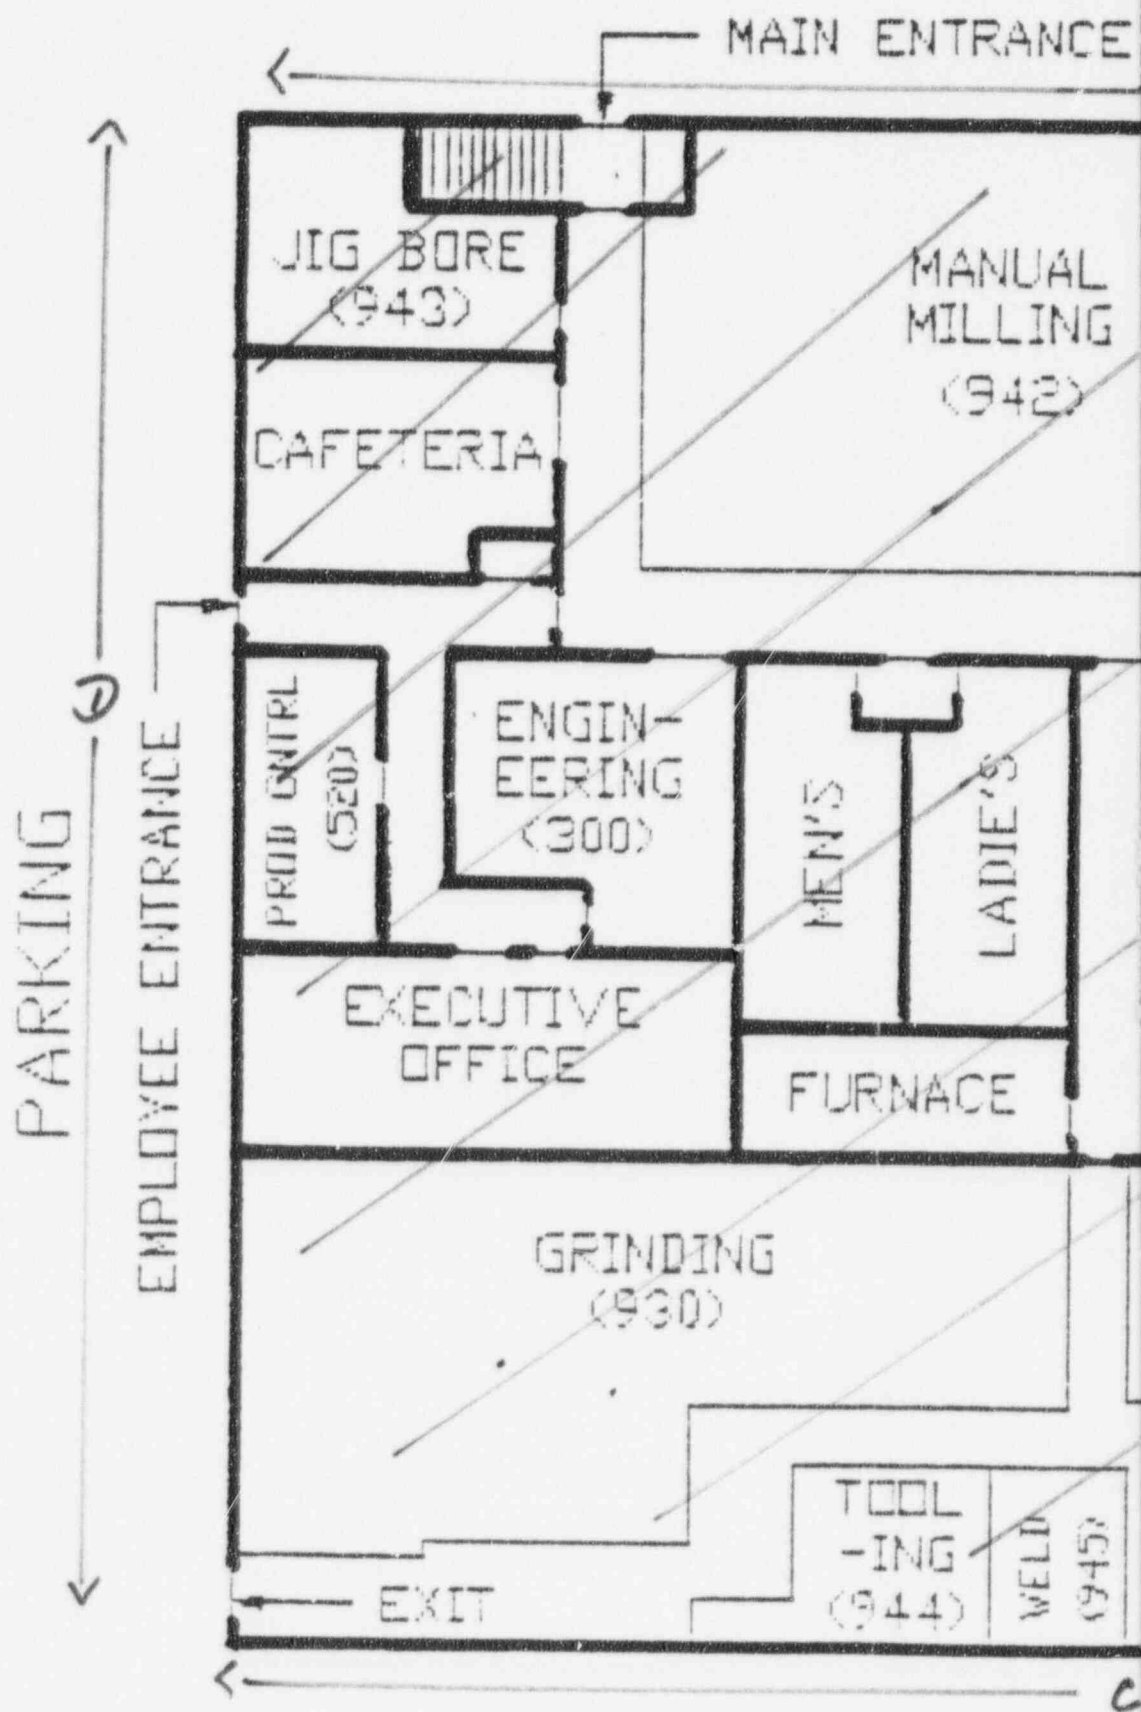 MAIN ENTRANCE
JIG BORE
(943)
MANUAL
MILLING
(942)
CAFETERIA
D
PARKING
EMPLOYEE ENTRANCE
PROD CNTRL
(520)
ENGIN-
EERING
(300)
MEN'S
LADIE'S
EXECUTIVE
OFFICE
FURNACE
GRINDING
(930)
TOOL
-ING
(944)
WELD
(945)
EXIT
C